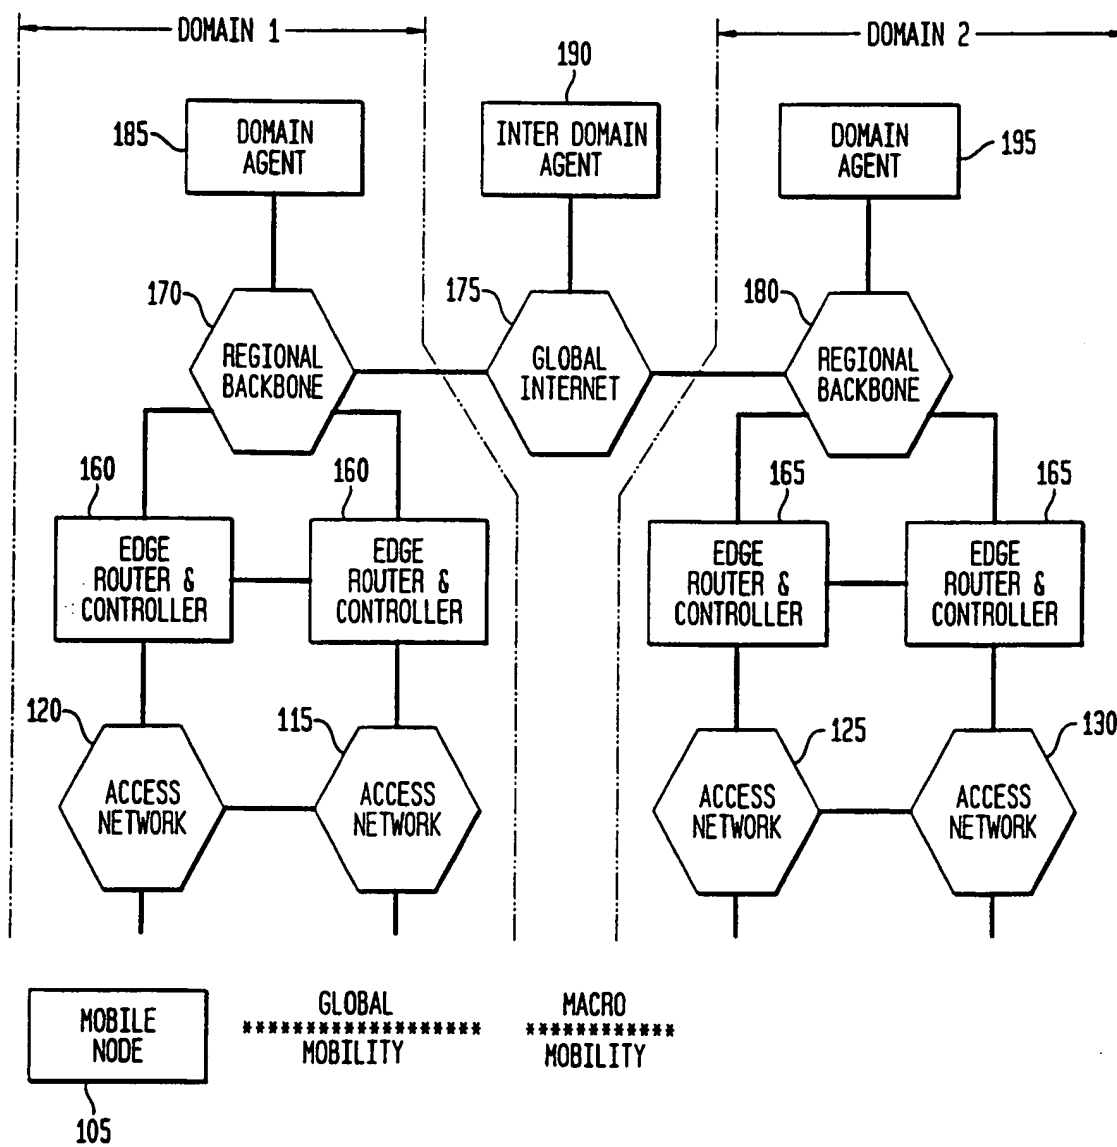 DOMAIN 1
DOMAIN 2
190
185
DOMAIN
AGENT
INTER DOMAIN
AGENT
DOMAIN
AGENT
195
170
175
180
REGIONAL
BACKBONE
GLOBAL
INTERNET
REGIONAL
BACKBONE
160
160
165
165
EDGE
ROUTER &
CONTROLLER
EDGE
ROUTER &
CONTROLLER
EDGE
ROUTER &
CONTROLLER
EDGE
ROUTER &
CONTROLLER
120
115
125
130
ACCESS
NETWORK
ACCESS
NETWORK
ACCESS
NETWORK
ACCESS
NETWORK
MOBILE
NODE
105
GLOBAL
*******************
MOBILITY
MACRO
************
MOBILITY